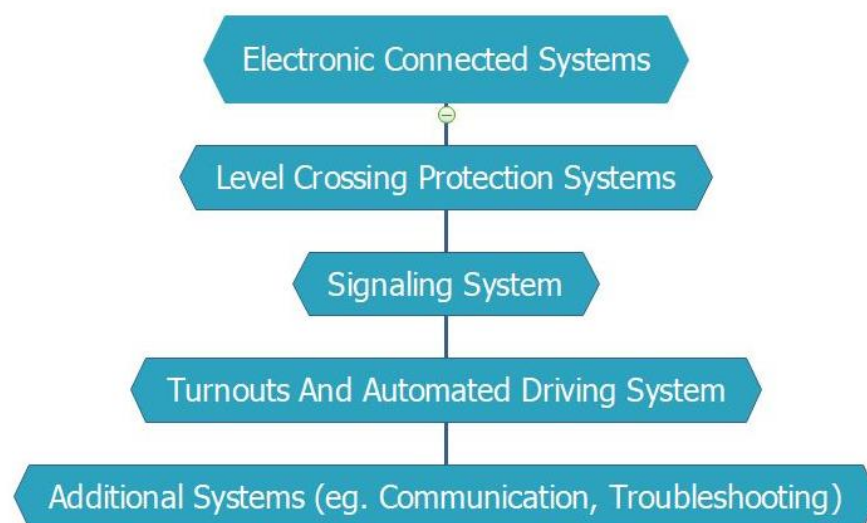 Electronic Connected Systems
Level Crossing Protection Systems
Signaling System
Turnouts And Automated Driving System
Additional Systems (eg. Communication, Troubleshooting)